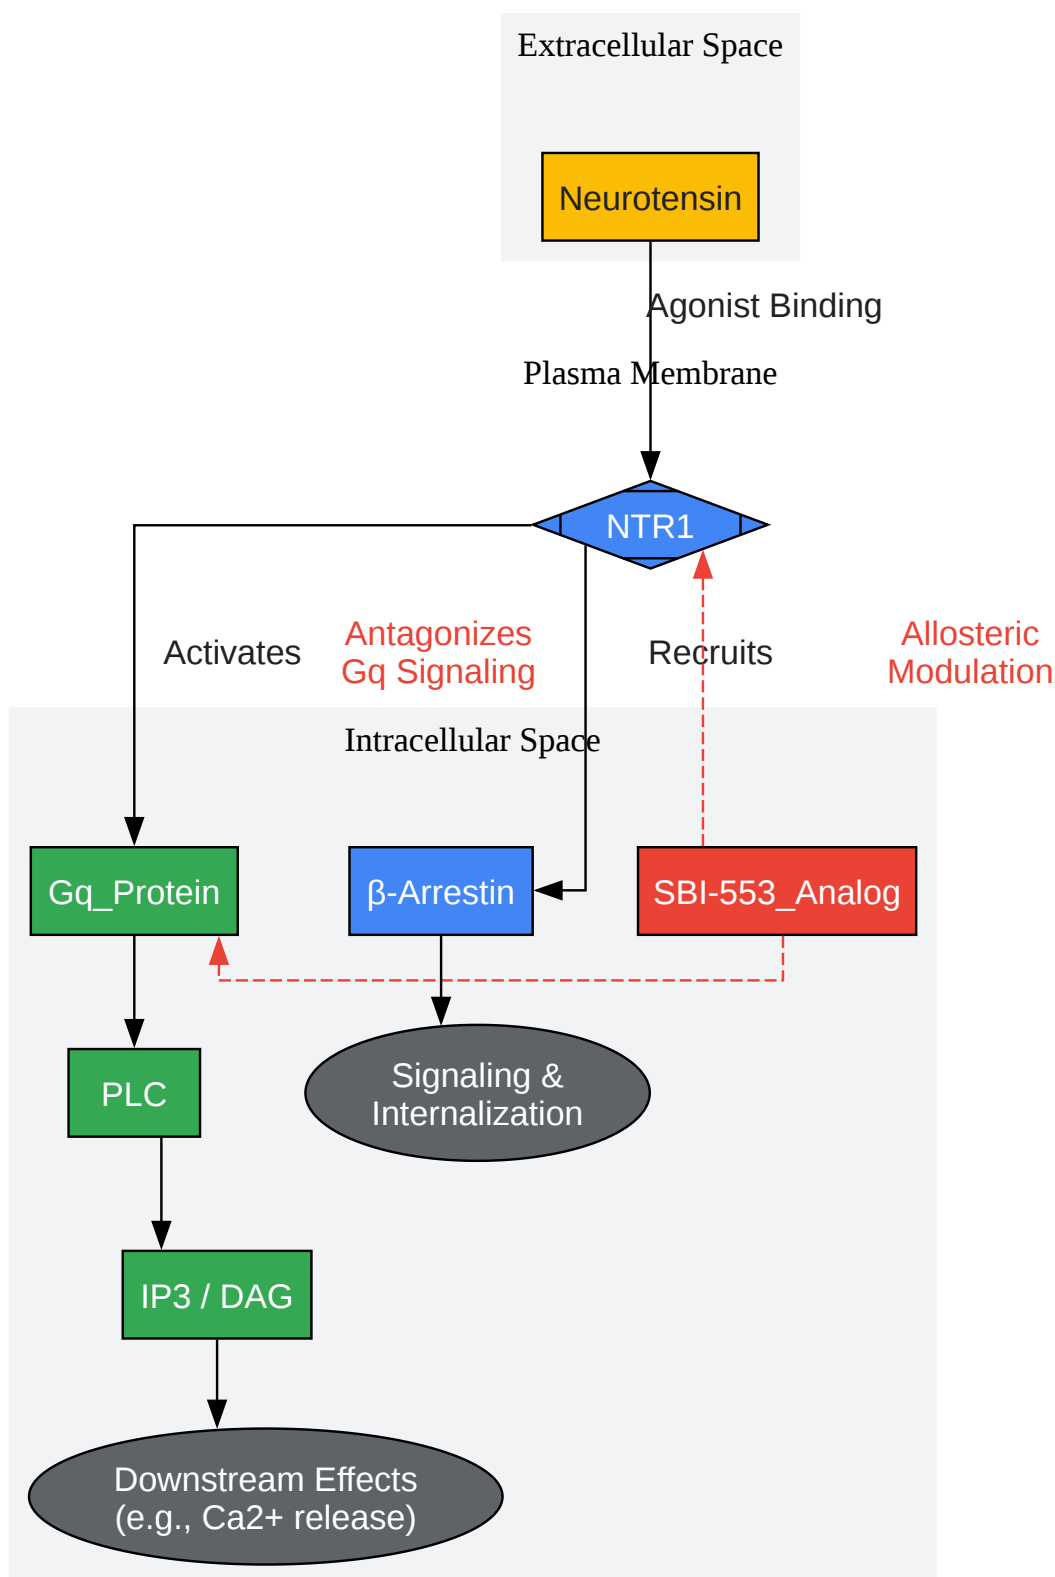 Extracellular Space
Neurotensin
Agonist Binding
Plasma Membrane
NTR1
Activates
Antagonizes
Gq Signaling
Recruits
Allosteric
Modulation
Intracellular Space
Gq_Protein
β-Arrestin
SBI-553_Analog
PLC
Signaling &
Internalization
IP3 / DAG
Downstream Effects
(e.g., Ca2+ release)